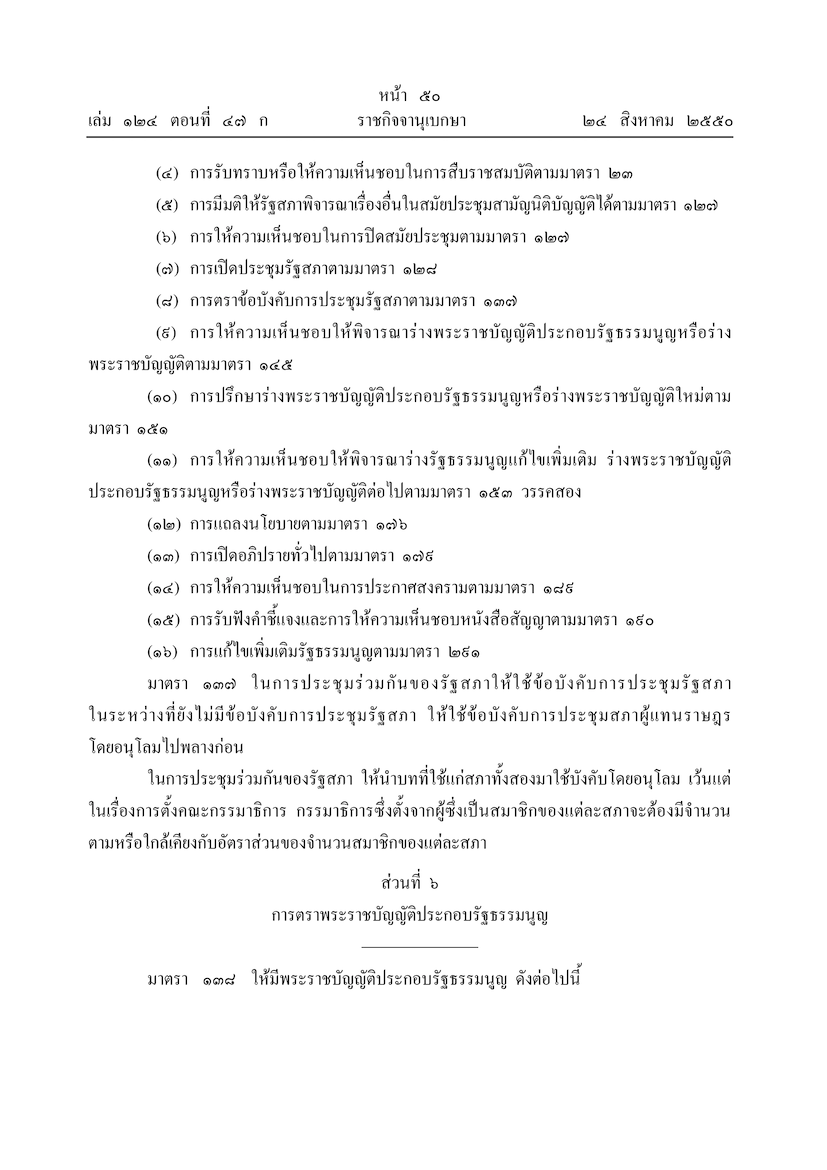 หน้า ๕๐
เล่ม ๑๒๔ ตอนที่ ๔๗ ก ราชกิจจานุเบกษา ๒๔ สิงหาคม ๒๕๕๐
(๔) การรับทราบหรือให้ความเห็นชอบในการสืบราชสมบัติตามมาตรา ๒๓
(๕) การมีมติให้รัฐสภาพิจารณาเรื่องอื่นในสมัยประชุมสามัญนิติบัญญัติได้ตามมาตรา ๑๒๗
(๖) การให้ความเห็นชอบในการปิดสมัยประชุมตามมาตรา ๑๒๗
(๗) การเปิดประชุมรัฐสภาตามมาตรา ๑๒๘
(๘) การตราข้อบังคับการประชุมรัฐสภาตามมาตรา ๑๓๗
(๙) การให้ความเห็นชอบให้พิจารณาร่างพระราชบัญญัติประกอบรัฐธรรมนูญหรือร่าง
พระราชบัญญัติตามมาตรา ๑๔๕
(๑๐) การปรึกษาร่างพระราชบัญญัติประกอบรัฐธรรมนูญหรือร่างพระราชบัญญัติใหม่ตาม
มาตรา ๑๕๑
(๑๑) การให้ความเห็นชอบให้พิจารณาร่างรัฐธรรมนูญแก้ไขเพิ่มเติม ร่างพระราชบัญญัติ
ประกอบรัฐธรรมนูญหรือร่างพระราชบัญญัติต่อไปตามมาตรา ๑๕๓ วรรคสอง
(๑๒) การแถลงนโยบายตามมาตรา ๑๗๖
(๑๓) การเปิดอภิปรายทั่วไปตามมาตรา ๑๗๙
(๑๔) การให้ความเห็นชอบในการประกาศสงครามตามมาตรา ๑๘๙
(๑๕) การรับฟังคำชี้แจงและการให้ความเห็นชอบหนังสือสัญญาตามมาตรา ๑๙๐
(๑๖) การแก้ไขเพิ่มเติมรัฐธรรมนูญตามมาตรา ๒๙๑
มาตรา ๑๓๗ ในการประชุมร่วมกันของรัฐสภาให้ใช้ข้อบังคับการประชุมรัฐสภา
ในระหว่างที่ยังไม่มีข้อบังคับการประชุมรัฐสภา ให้ใช้ข้อบังคับการประชุมสภาผู้แทนราษฎร
โดยอนุโลมไปพลางก่อน
ในการประชุมร่วมกันของรัฐสภา ให้นำบทที่ใช้แก่สภาทั้งสองมาใช้บังคับโดยอนุโลม เว้นแต่
ในเรื่องการตั้งคณะกรรมาธิการ กรรมาธิการซึ่งตั้งจากผู้ซึ่งเป็นสมาชิกของแต่ละสภาจะต้องมีจำนวน
ตามหรือใกล้เคียงกับอัตราส่วนของจำนวนสมาชิกของแต่ละสภา
ส่วนที่ ๖
การตราพระราชบัญญัติประกอบรัฐธรรมนูญ
มาตรา ๑๓๘ ให้มีพระราชบัญญัติประกอบรัฐธรรมนูญ ดังต่อไปนี้